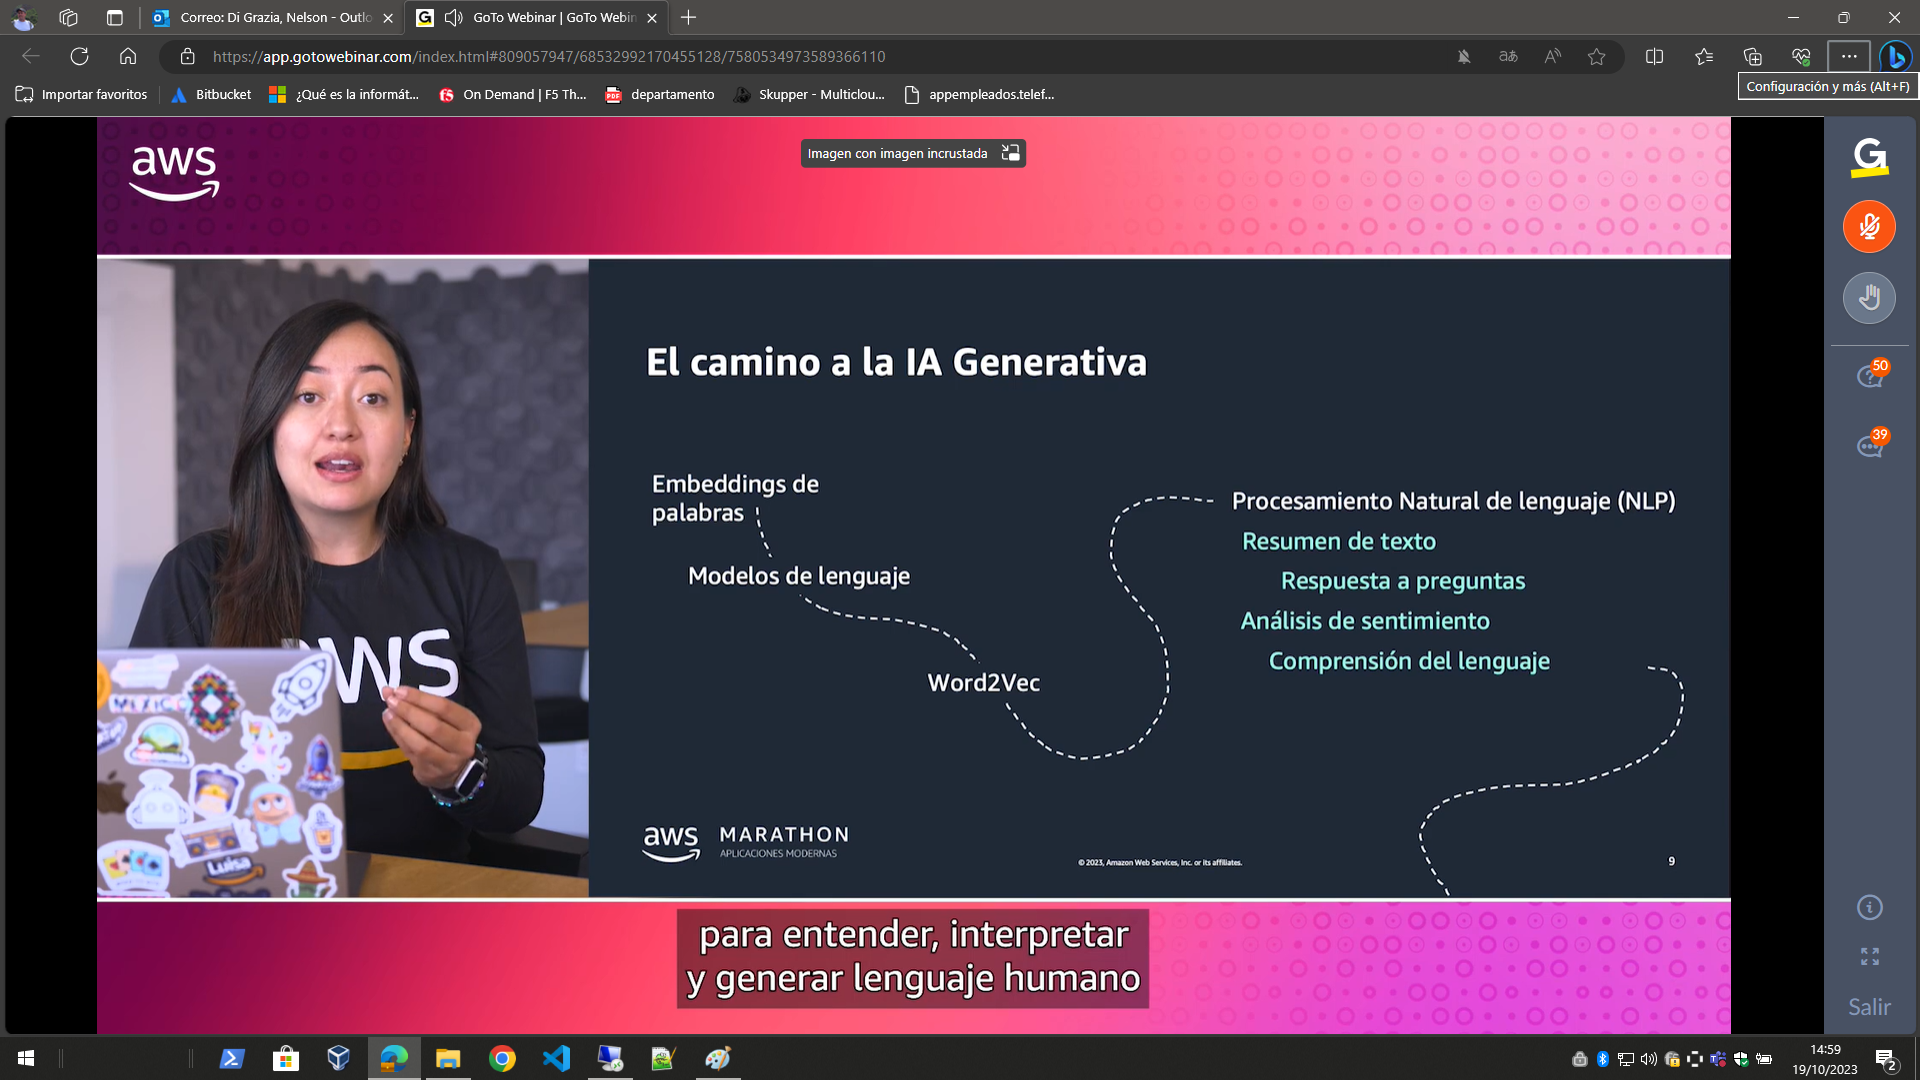 Correo: Di Grazia, Nelson - Outlo
GoTo Webinar | GoTo Webin
https://app.gotowebinar.com/index.html#809057947/68532992170455128/7580534973589366110
Importar favoritos
Bitbucket
¿Qué es la informát...
On Demand | F5 Th...
departamento
Skupper - Multiclou...
appempleados.telef...
Configuración y más (Alt+F)
aws
Imagen con imagen incrustada
El camino a la IA Generativa
Embeddings de
palabras
Modelos de lenguaje
Word2Vec
Procesamiento Natural de lenguaje (NLP)
Resumen de texto
Respuesta a preguntas
Análisis de sentimiento
Comprensión del lenguaje
aws
MEXICO
Luisa
aws MARATHON
APLICACIONES MODERNAS
© 2023, Amazon Web Services, Inc. or its affiliates.
9
para entender, interpretar
y generar lenguaje humano
50
39
Salir
14:59
19/10/2023
2